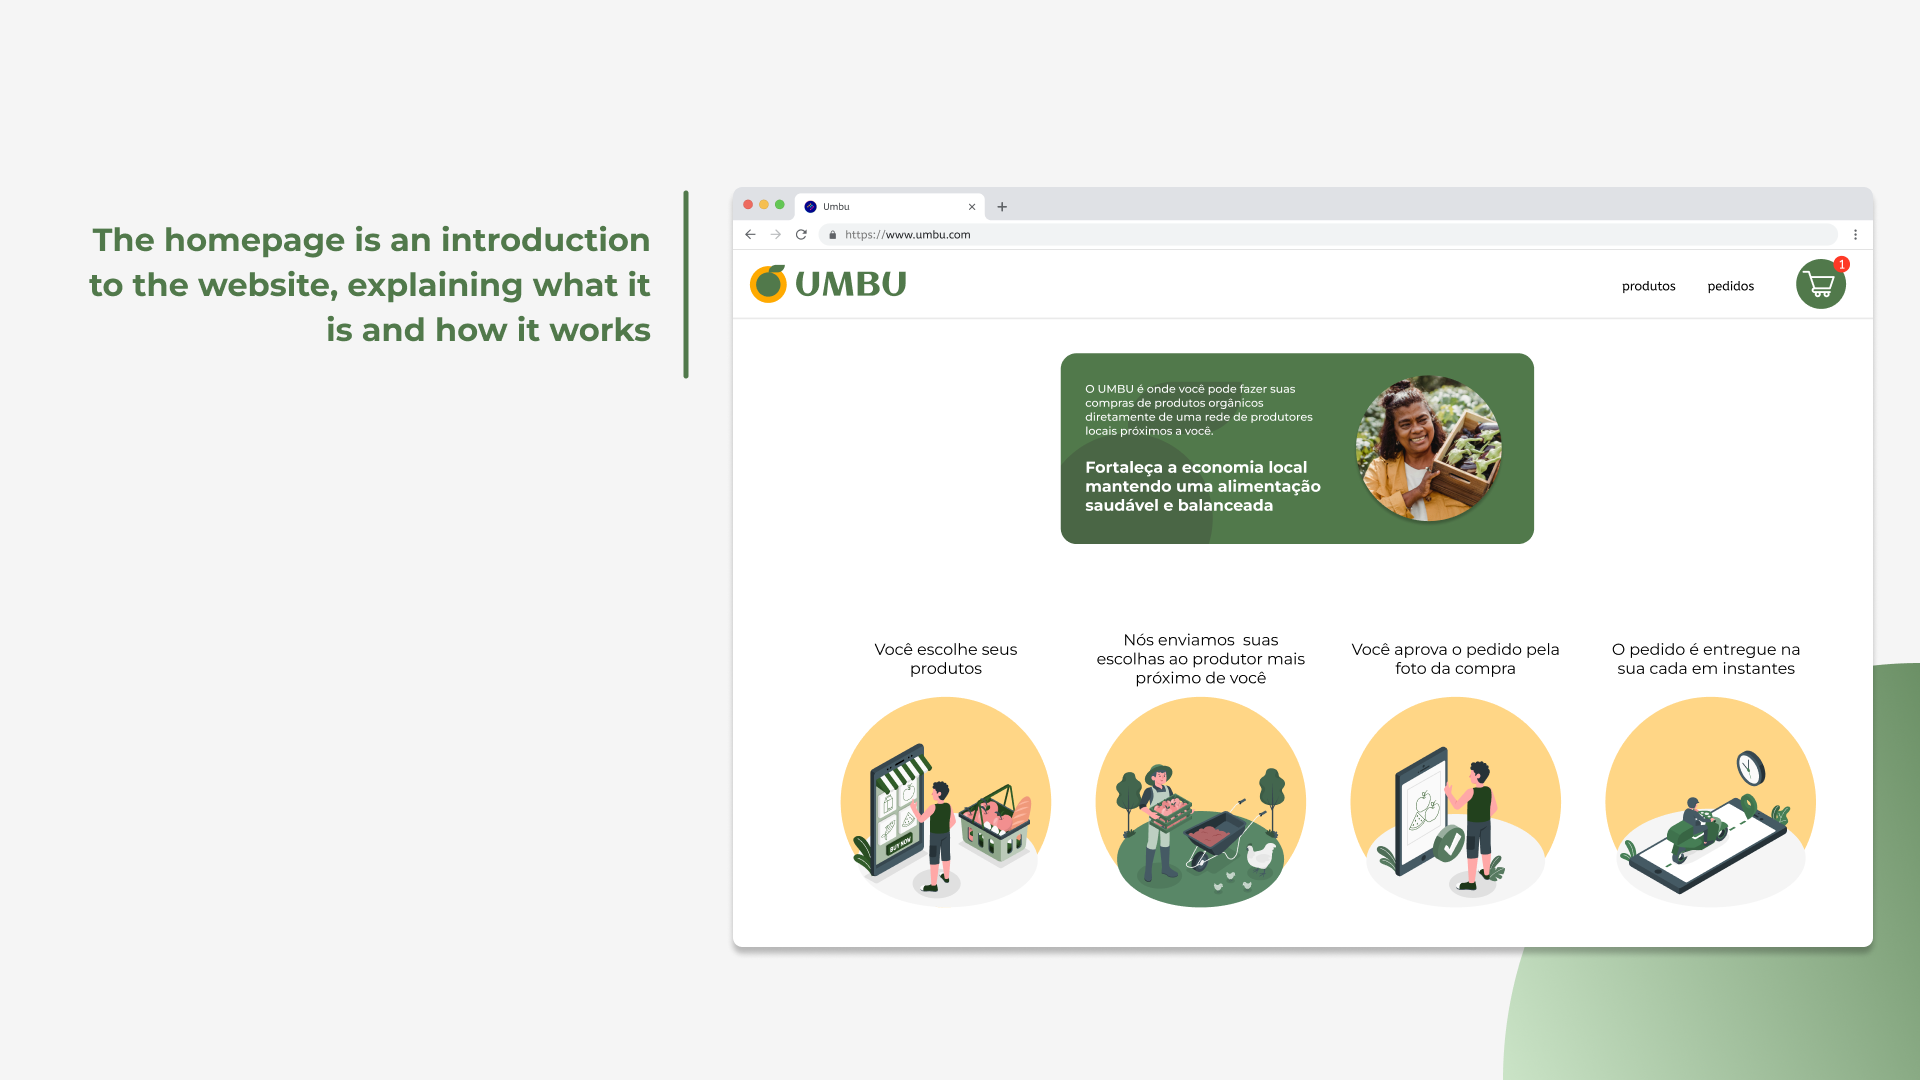 The homepage is an introduction
to the website, explaining what it
is and how it works
Umbu
https://www.umbu.com
UMBU
produtos
pedidos
1
O UMBU é onde você pode fazer suas
compras de produtos orgânicos
diretamente de uma rede de produtores
locais próximos a você.
Fortaleça a economia local
mantendo uma alimentação
saudável e balanceada
Você escolhe seus
produtos
Nós enviamos suas
escolhas ao produtor mais
próximo de você
Você aprova o pedido pela
foto da compra
O pedido é entregue na
sua cada em instantes
BUY NOW